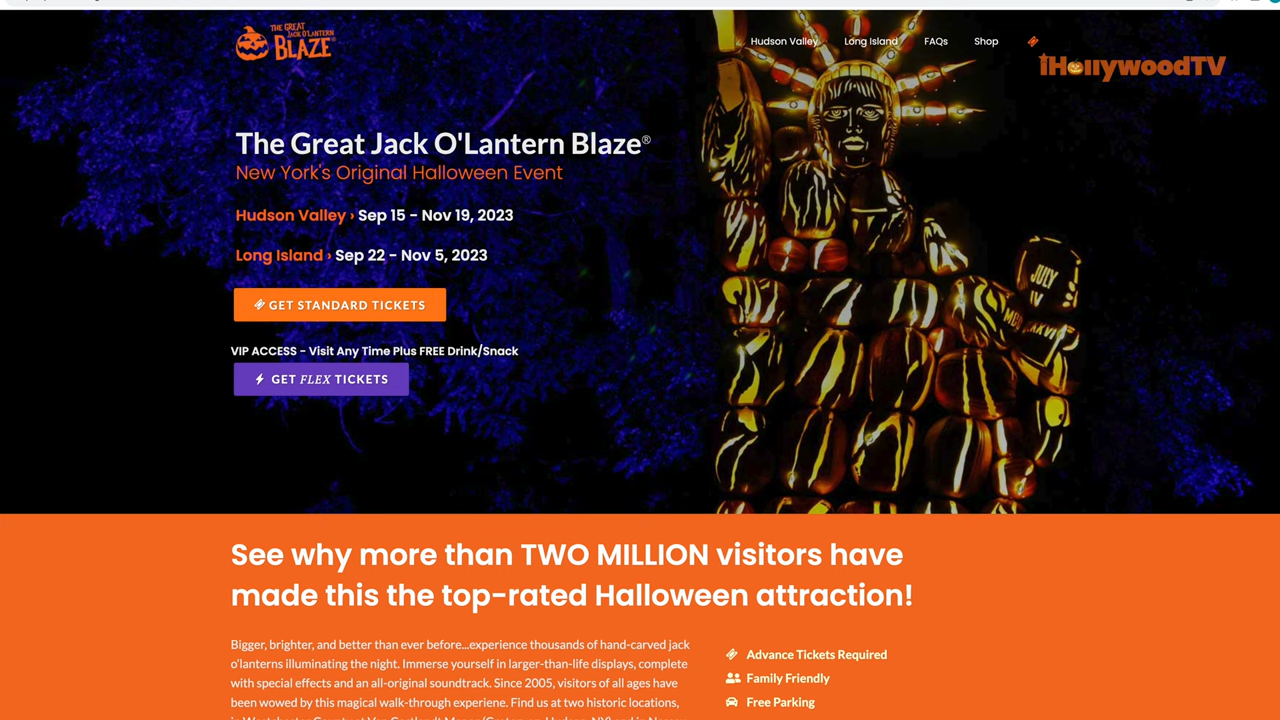 THE GREAT
JACK O'LANTERN
BLAZE®
Hudson Valley
Long Island
FAQs
Shop
iHollywoodTV
The Great Jack O'Lantern Blaze®
New York's Original Halloween Event
Hudson Valley › Sep 15 - Nov 19, 2023
Long Island › Sep 22 - Nov 5, 2023
GET STANDARD TICKETS
VIP ACCESS - Visit Any Time Plus FREE Drink/Snack
GET FLEX TICKETS
JULY
IV
See why more than TWO MILLION visitors have
made this the top-rated Halloween attraction!
Bigger, brighter, and better than ever before...experience thousands of hand-carved jack
o'lanterns illuminating the night. Immerse yourself in larger-than-life displays, complete
with special effects and an all-original soundtrack. Since 2005, visitors of all ages have
been wowed by this magical walk-through experiene. Find us at two historic locations,
Advance Tickets Required
Family Friendly
Free Parking